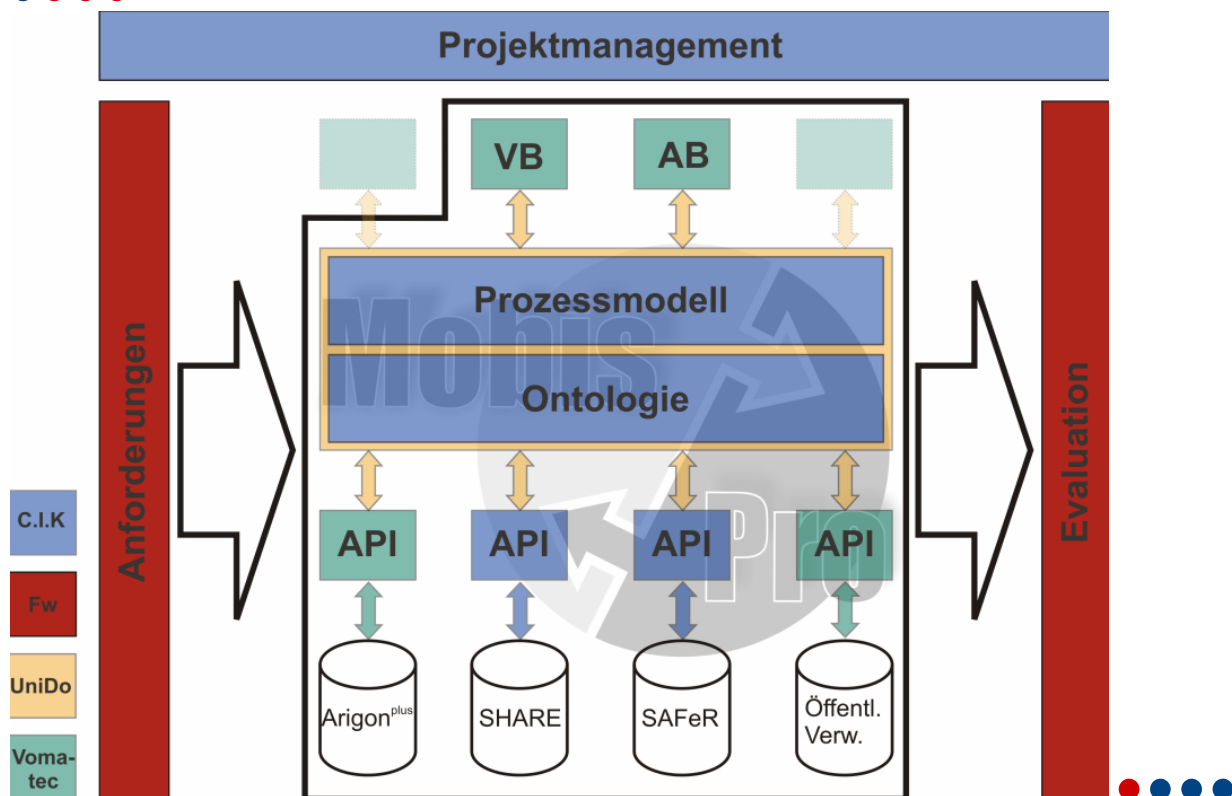 Projektmanagement
VB
AB
Prozessmodell
Mobis
Ontologie
Anforderungen
Evaluation
C.I.K
Fw
UniDo
Voma-
tec
API
API
API
API
Pro
Arigonplus
SHARE
SAFeR
Öffentl.
Verw.